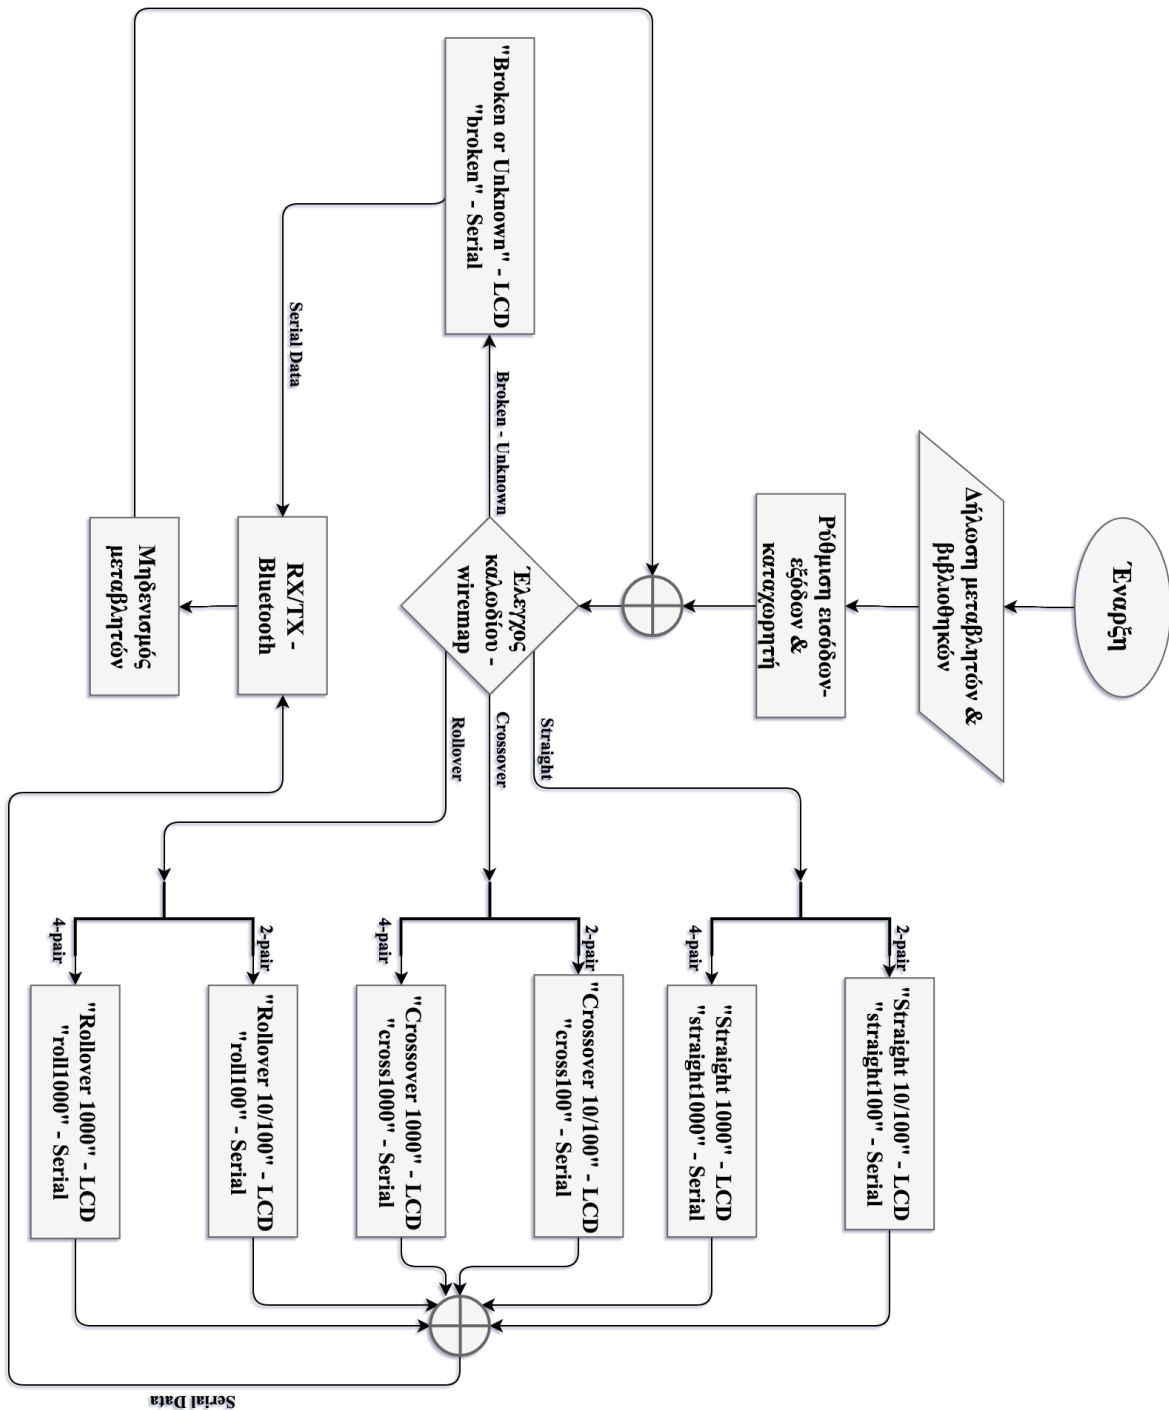 Έναρξη
Δήλωση μεταβλητών &
βιβλιοθηκών
Ρύθμιση εισόδων-
εξόδων &
καταχωρητή
Έλεγχος
καλωδίου -
wiremap
Broken - Unknown
"Broken or Unknown" - LCD
"broken" - Serial
Serial Data
Straight
Crossover
Rollover
2-pair
4-pair
2-pair
4-pair
2-pair
4-pair
"Straight 10/100" - LCD
"straight100" - Serial
"Straight 1000" - LCD
"straight1000" - Serial
"Crossover 10/100" - LCD
"cross100" - Serial
"Crossover 1000" - LCD
"cross1000" - Serial
"Rollover 10/100" - LCD
"roll100" - Serial
"Rollover 1000" - LCD
"roll1000" - Serial
Serial Data
RX/TX -
Bluetooth
Μηδενισμός
μεταβλητών